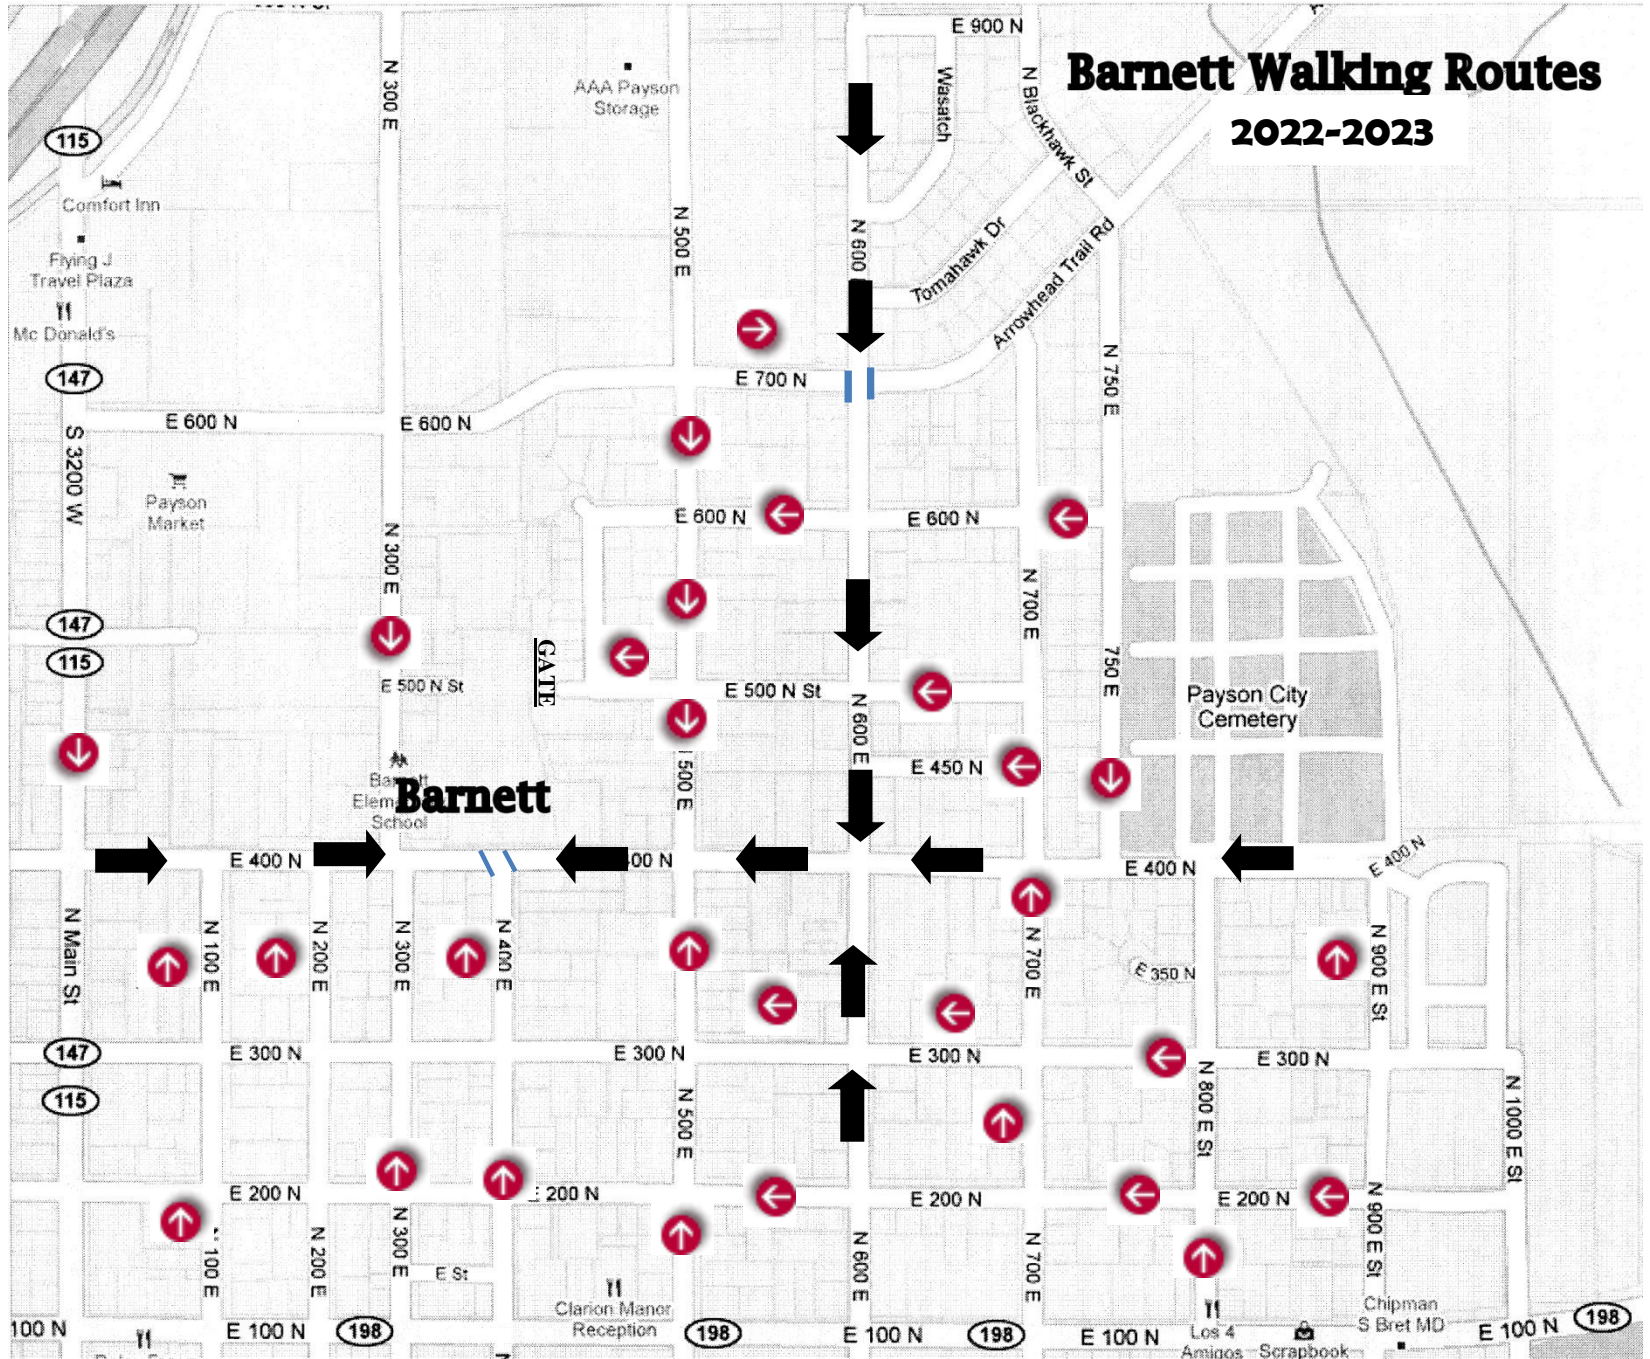 E 900 N
Barnett Walking Routes
2022-2023
N 300 E
AAA Payson
Storage
Wasatch
N Blackhawk St
115
Comfort Inn
Flying J
Travel Plaza
Mc Donald's
N 500 E
N 600
Tomahawk Dr
Arrowhead Trail Rd
147
E 700 N
N 750 E
E 600 N
E 600 N
S 3200 W
Payson
Market
N 300 E
E 600 N
E 600 N
N 700 E
147
115
GATE
E 500 N St
E 500 N St
750 E
Payson City
Cemetery
N 600 E
E 450 N
500 E
Barnett
Barnett
School
E 400 N
00 N
E 400 N
E 400 N
N Main St
N 100 E
N 200 E
N 300 E
N 400 E
N 700 E
E 350 N
N 900 E St
147
E 300 N
E 300 N
E 300 N
E 300 N
115
N 500 E
N 800 E St
N 1000 E St
E 200 N
E 200 N
E 200 N
E 200 N
100 E
N 200 E
N 300 E
E St
N 600 E
N 700 E
N 900 E St
Clarion Manor
Reception
Chipman
S Bret MD
100 N
E 100 N
198
198
E 100 N
198
E 100 N
Los 4
Amigos
Scrapbook
E 100 N
198